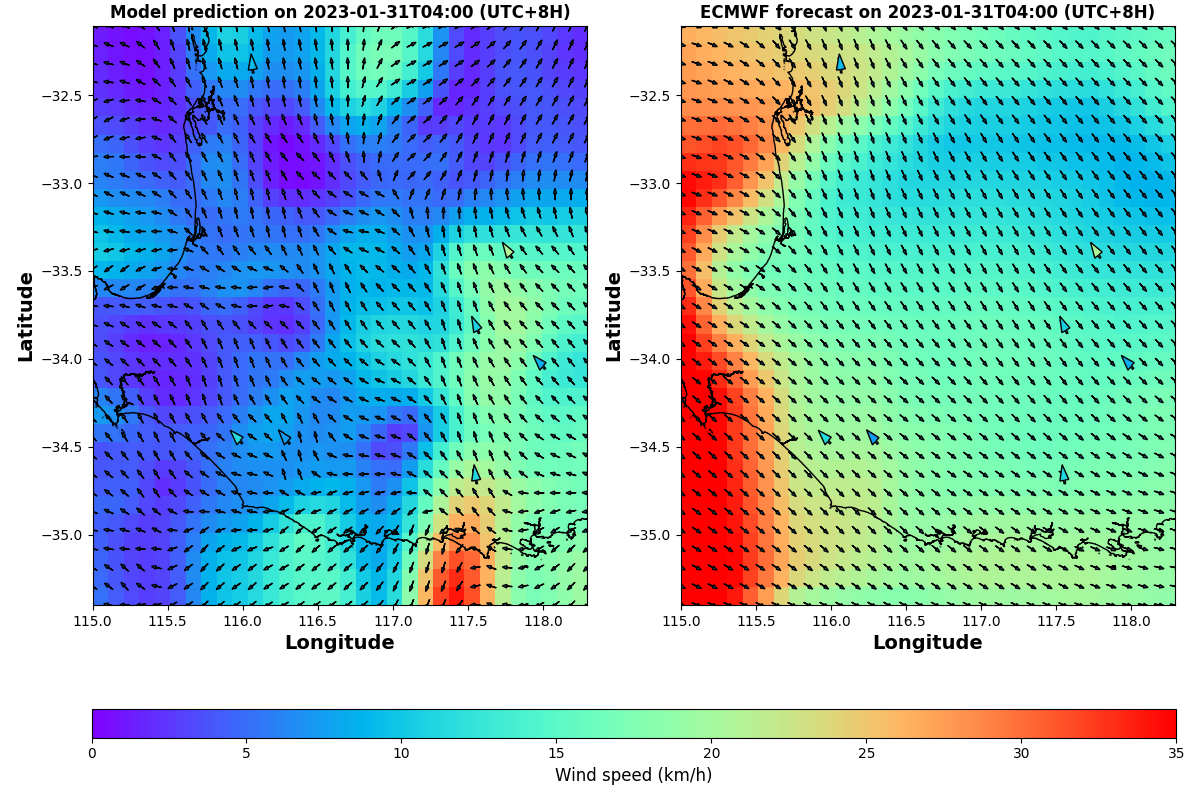 Model prediction on 2023-01-31T04:00 (UTC+8H)
ECMWF forecast on 2023-01-31T04:00 (UTC+8H)
Latitude
−32.5
−33.0
−33.5
−34.0
−34.5
−35.0
115.0 115.5 116.0 116.5 117.0 117.5 118.0
Longitude
Latitude
−32.5
−33.0
−33.5
−34.0
−34.5
−35.0
115.0 115.5 116.0 116.5 117.0 117.5 118.0
Longitude
0 5 10 15 20 25 30 35
Wind speed (km/h)